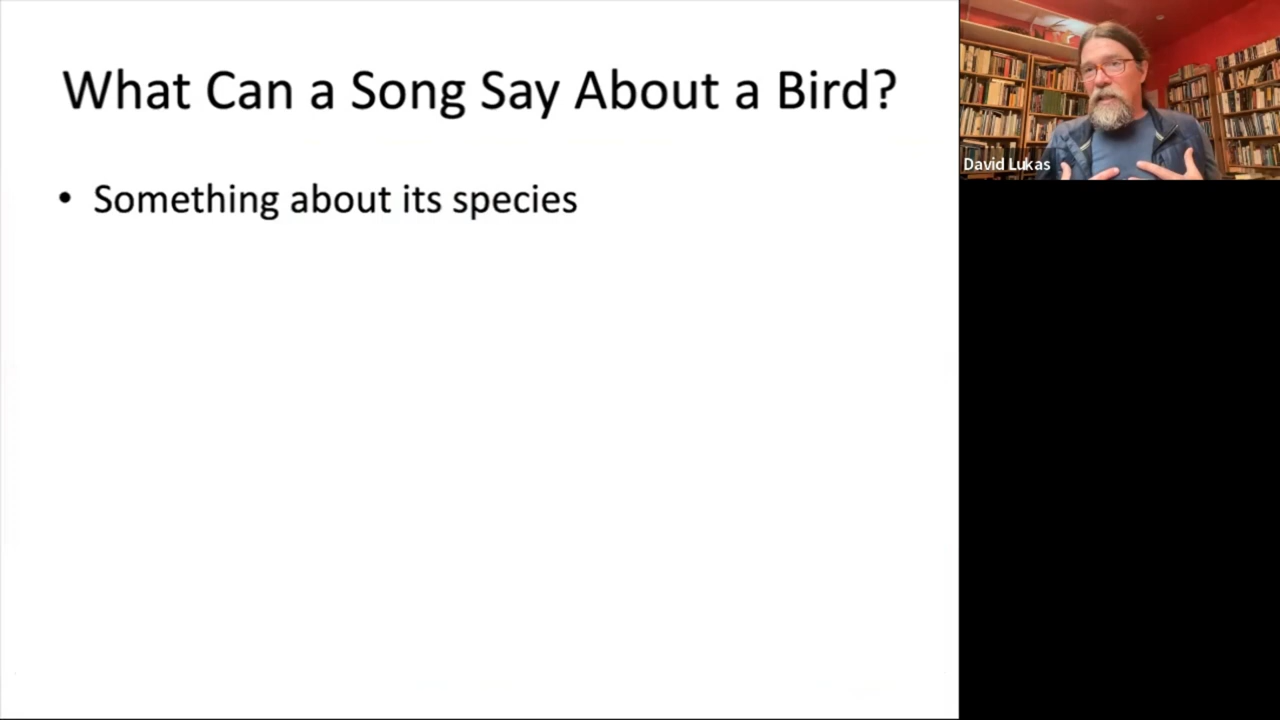 What Can a Song Say About a Bird?
• Something about its species
David Lukas